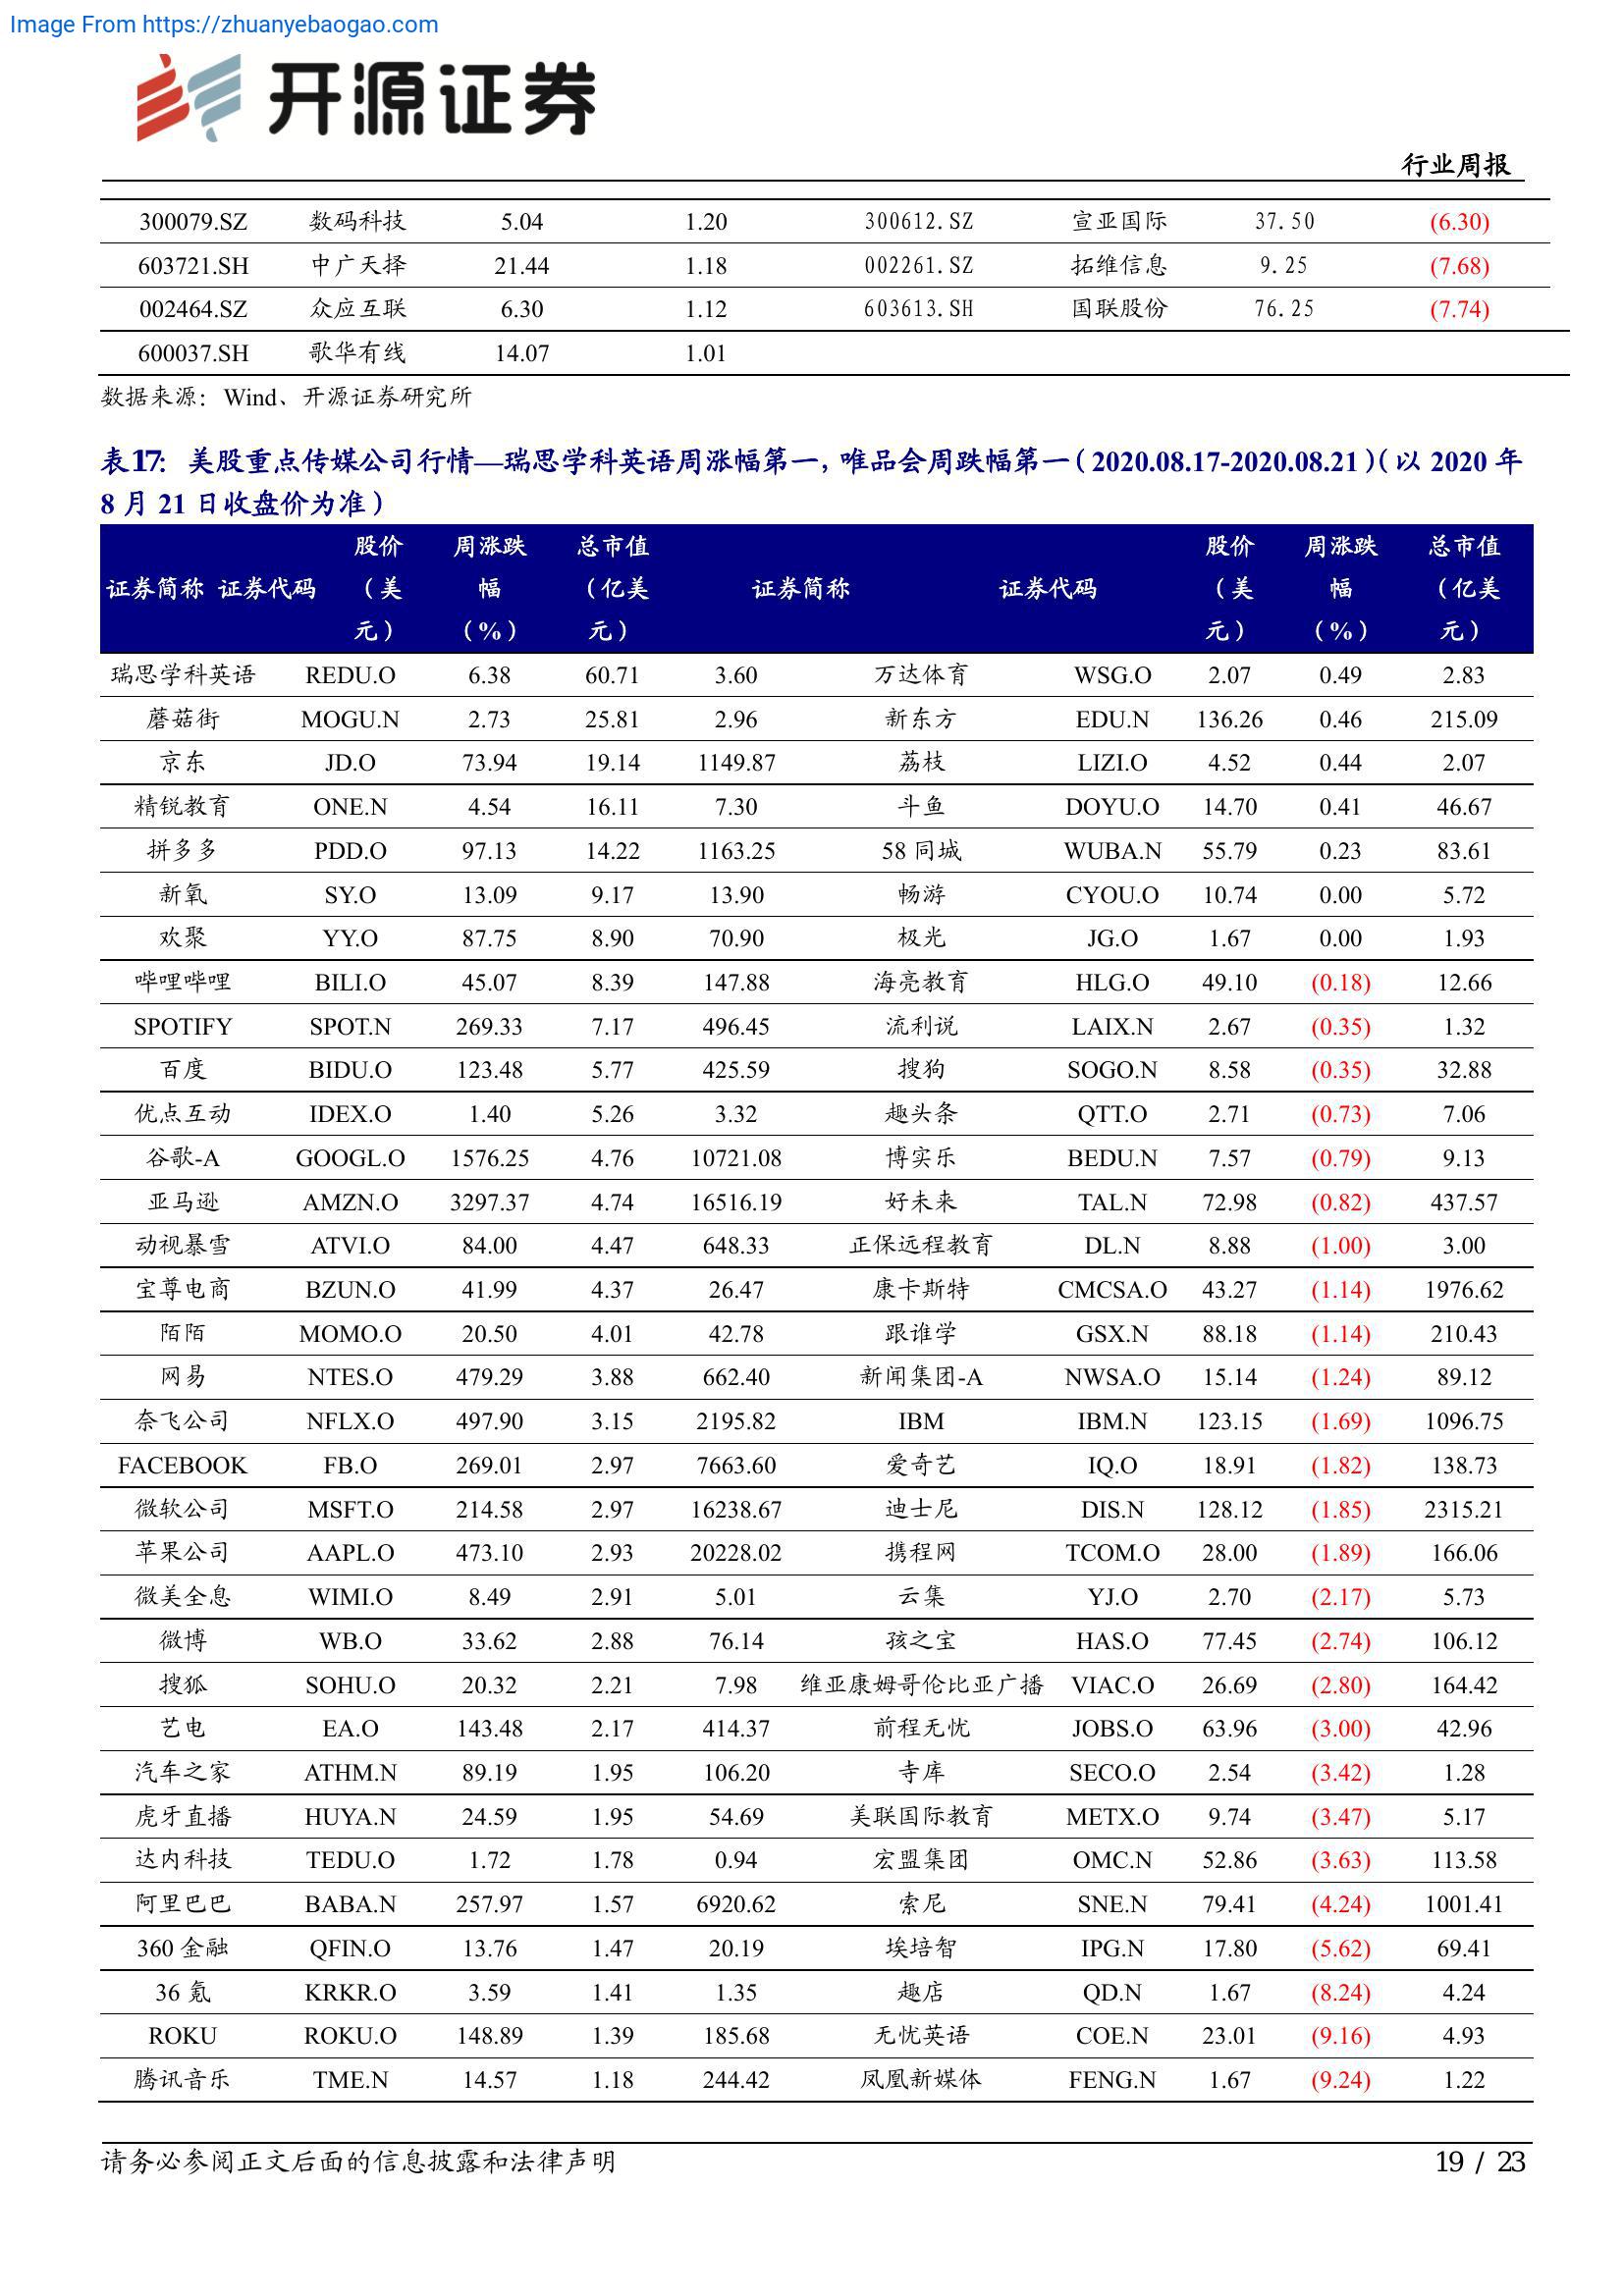 Image From https://zhuanyebaogao.com
开源证券
行业周报
300079.SZ 数码科技 5.04 1.20 300612.SZ 宣亚国际 37.50 (6.30)
603721.SH 中广天择 21.44 1.18 002261.SZ 拓维信息 9.25 (7.68)
002464.SZ 众应互联 6.30 1.12 603613.SH 国联股份 76.25 (7.74)
600037.SH 歌华有线 14.07 1.01
数据来源：Wind、开源证券研究所
表17：美股重点传媒公司行情—瑞思学科英语周涨幅第一，唯品会周跌幅第一（2020.08.17-2020.08.21）（以 2020 年
8 月 21 日收盘价为准）
股价 周涨跌 总市值 股价 周涨跌 总市值
证券简称 证券代码 （美 幅 （亿美 证券简称 证券代码 （美 幅 （亿美
元） （%） 元） 元） （%） 元）
瑞思学科英语 REDU.O 6.38 60.71 3.60 万达体育 WSG.O 2.07 0.49 2.83
蘑菇街 MOGU.N 2.73 25.81 2.96 新东方 EDU.N 136.26 0.46 215.09
京东 JD.O 73.94 19.14 1149.87 荔枝 LIZI.O 4.52 0.44 2.07
精锐教育 ONE.N 4.54 16.11 7.30 斗鱼 DOYU.O 14.70 0.41 46.67
拼多多 PDD.O 97.13 14.22 1163.25 58 同城 WUBA.N 55.79 0.23 83.61
新氧 SY.O 13.09 9.17 13.90 畅游 CYOU.O 10.74 0.00 5.72
欢聚 YY.O 87.75 8.90 70.90 极光 JG.O 1.67 0.00 1.93
哔哩哔哩 BILI.O 45.07 8.39 147.88 海亮教育 HLG.O 49.10 (0.18) 12.66
SPOTIFY SPOT.N 269.33 7.17 496.45 流利说 LAIX.N 2.67 (0.35) 1.32
百度 BIDU.O 123.48 5.77 425.59 搜狗 SOGO.N 8.58 (0.35) 32.88
优点互动 IDEX.O 1.40 5.26 3.32 趣头条 QTT.O 2.71 (0.73) 7.06
谷歌-A GOOGL.O 1576.25 4.76 10721.08 博实乐 BEDU.N 7.57 (0.79) 9.13
亚马逊 AMZN.O 3297.37 4.74 16516.19 好未来 TAL.N 72.98 (0.82) 437.57
动视暴雪 ATVI.O 84.00 4.47 648.33 正保远程教育 DL.N 8.88 (1.00) 3.00
宝尊电商 BZUN.O 41.99 4.37 26.47 康卡斯特 CMCSA.O 43.27 (1.14) 1976.62
陌陌 MOMO.O 20.50 4.01 42.78 跟谁学 GSX.N 88.18 (1.14) 210.43
网易 NTES.O 479.29 3.88 662.40 新闻集团-A NWSA.O 15.14 (1.24) 89.12
奈飞公司 NFLX.O 497.90 3.15 2195.82 IBM IBM.N 123.15 (1.69) 1096.75
FACEBOOK FB.O 269.01 2.97 7663.60 爱奇艺 IQ.O 18.91 (1.82) 138.73
微软公司 MSFT.O 214.58 2.97 16238.67 迪士尼 DIS.N 128.12 (1.85) 2315.21
苹果公司 AAPL.O 473.10 2.93 20228.02 携程网 TCOM.O 28.00 (1.89) 166.06
微美全息 WIMI.O 8.49 2.91 5.01 云集 YJ.O 2.70 (2.17) 5.73
微博 WB.O 33.62 2.88 76.14 孩之宝 HAS.O 77.45 (2.74) 106.12
搜狐 SOHU.O 20.32 2.21 7.98 维亚康姆哥伦比亚广播 VIAC.O 26.69 (2.80) 164.42
艺电 EA.O 143.48 2.17 414.37 前程无忧 JOBS.O 63.96 (3.00) 42.96
汽车之家 ATHM.N 89.19 1.95 106.20 寺库 SECO.O 2.54 (3.42) 1.28
虎牙直播 HUYA.N 24.59 1.95 54.69 美联国际教育 METX.O 9.74 (3.47) 5.17
达内科技 TEDU.O 1.72 1.78 0.94 宏盟集团 OMC.N 52.86 (3.63) 113.58
阿里巴巴 BABA.N 257.97 1.57 6920.62 索尼 SNE.N 79.41 (4.24) 1001.41
360 金融 QFIN.O 13.76 1.47 20.19 埃培智 IPG.N 17.80 (5.62) 69.41
36 氪 KRKR.O 3.59 1.41 1.35 趣店 QD.N 1.67 (8.24) 4.24
ROKU ROKU.O 148.89 1.39 185.68 无忧英语 COE.N 23.01 (9.16) 4.93
腾讯音乐 TME.N 14.57 1.18 244.42 凤凰新媒体 FENG.N 1.67 (9.24) 1.22
请务必参阅正文后面的信息披露和法律声明
19 / 23